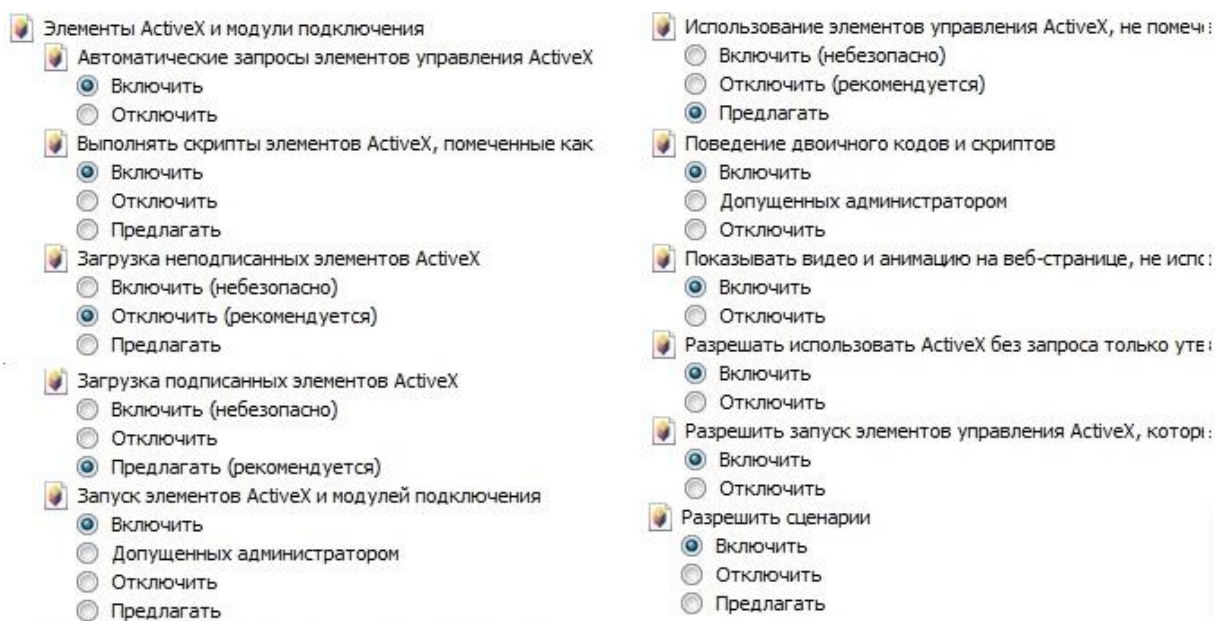 Элементы ActiveX и модули подключения
Автоматические запросы элементов управления ActiveX
Включить
Отключить
Выполнять скрипты элементов ActiveX, помеченные как
Включить
Отключить
Предлагать
Загрузка неподписанных элементов ActiveX
Включить (небезопасно)
Отключить (рекомендуется)
Предлагать
Загрузка подписанных элементов ActiveX
Включить (небезопасно)
Отключить
Предлагать (рекомендуется)
Запуск элементов ActiveX и модулей подключения
Включить
Допущенных администратором
Отключить
Предлагать
Использование элементов управления ActiveX, не
Включить (небезопасно)
Отключить (рекомендуется)
Предлагать
Поведение двоичного кодов и скриптов
Включить
Допущенных администратором
Отключить
Показывать видео и анимацию на веб-странице, не
Включить
Отключить
Разрешать использовать ActiveX без запроса только
Включить
Отключить
Разрешить запуск элементов управления ActiveX,
Включить
Отключить
Разрешить сценарии
Включить
Отключить
Предлагать